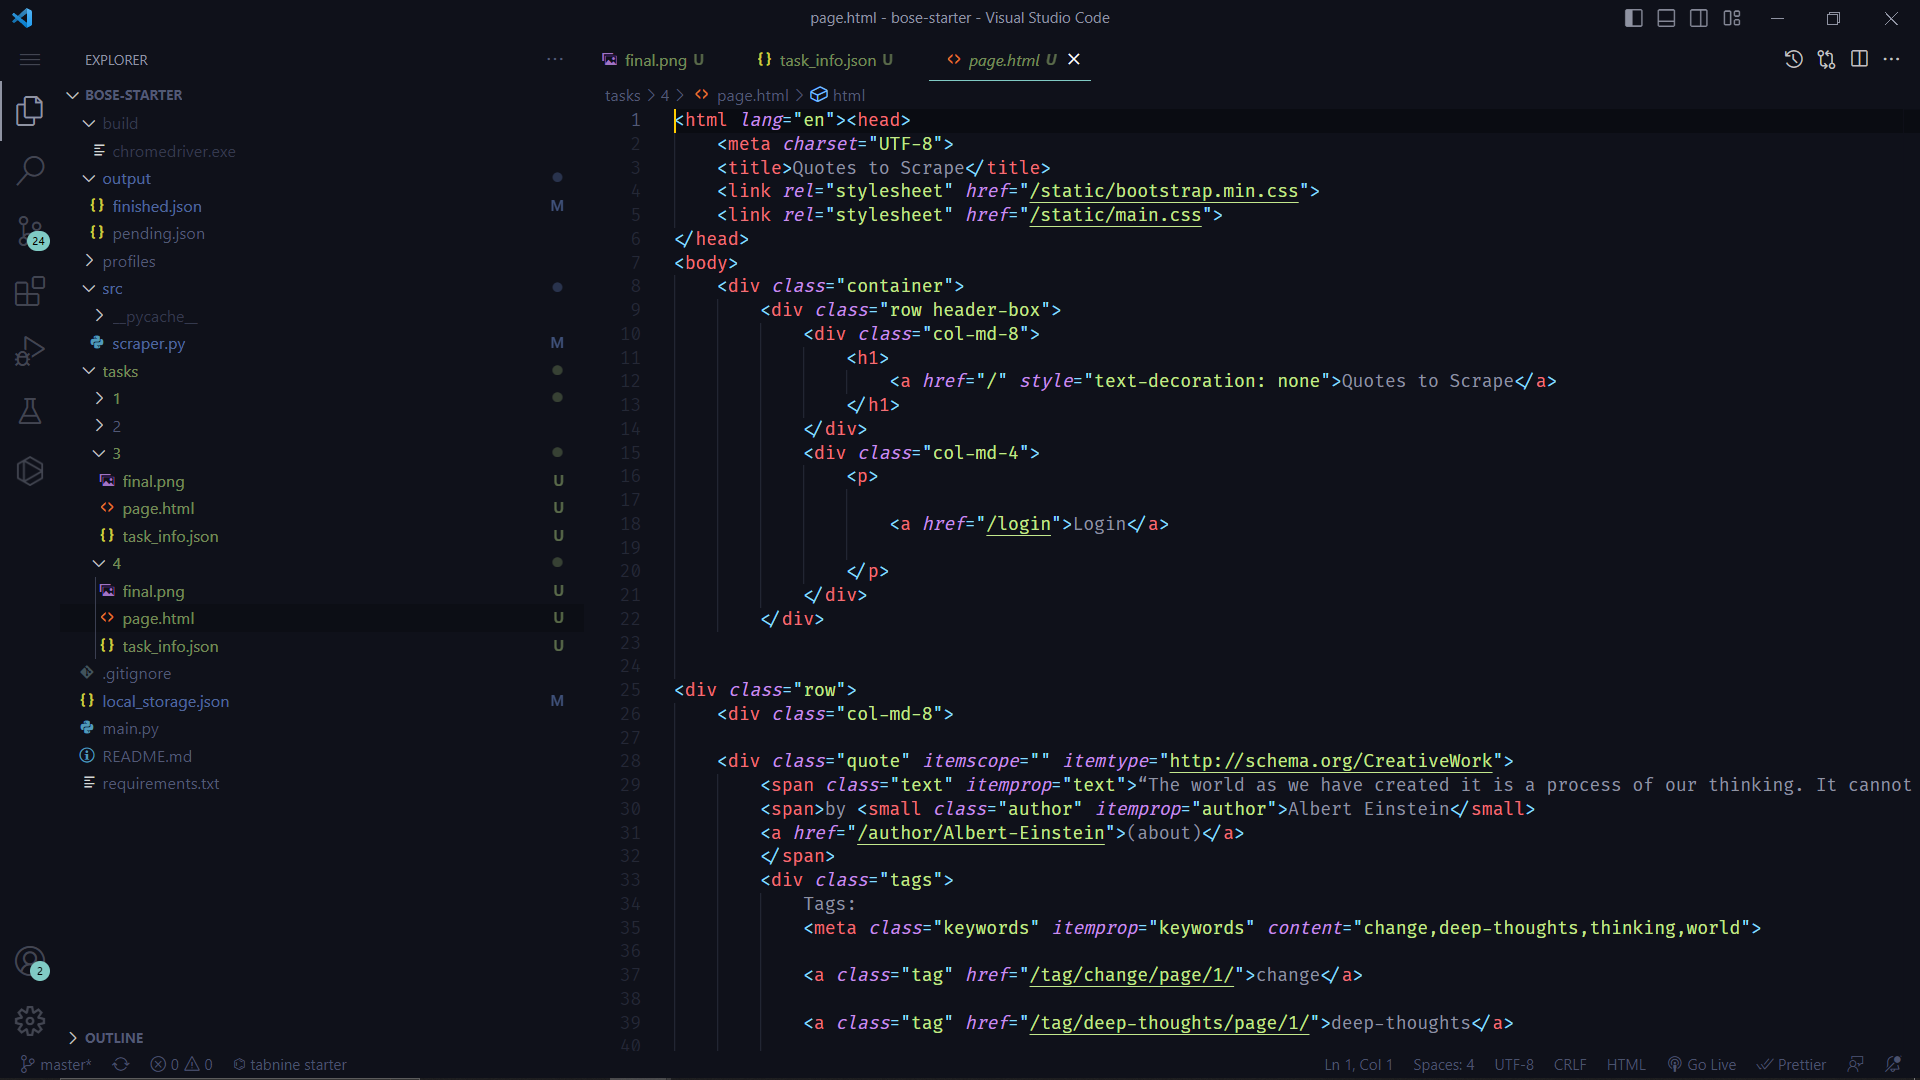 page.html - bose-starter - Visual Studio Code
EXPLORER
final.png U
task_info.json U
page.html U
BOSE-STARTER
build
chromedriver.exe
output
finished.json M
pending.json
profiles
src
__pycache__
scraper.py M
tasks
1
2
3
final.png U
page.html U
task_info.json U
4
final.png U
page.html U
task_info.json U
.gitignore
local_storage.json M
main.py
README.md
requirements.txt
OUTLINE
24
2
tasks > 4 > page.html > html
1 <html lang="en"><head>
2 <meta charset="UTF-8">
3 <title>Quotes to Scrape</title>
4 <link rel="stylesheet" href="/static/bootstrap.min.css">
5 <link rel="stylesheet" href="/static/main.css">
6 </head>
7 <body>
8 <div class="container">
9 <div class="row header-box">
10 <div class="col-md-8">
11 <h1>
12 <a href="/" style="text-decoration: none">Quotes to Scrape</a>
13 </h1>
14 </div>
15 <div class="col-md-4">
16 <p>
17
18 <a href="/login">Login</a>
19
20 </p>
21 </div>
22 </div>
23
24
25 <div class="row">
26 <div class="col-md-8">
27
28 <div class="quote" itemscope="" itemtype="http://schema.org/CreativeWork">
29 <span class="text" itemprop="text">“The world as we have created it is a process of our thinking. It cannot
30 <span>by <small class="author" itemprop="author">Albert Einstein</small>
31 <a href="/author/Albert-Einstein">(about)</a>
32 </span>
33 <div class="tags">
34 Tags:
35 <meta class="keywords" itemprop="keywords" content="change,deep-thoughts,thinking,world">
36
37 <a class="tag" href="/tag/change/page/1/">change</a>
38
39 <a class="tag" href="/tag/deep-thoughts/page/1/">deep-thoughts</a>
40
master* 0 0 tabnine starter
Ln 1, Col 1 Spaces: 4 UTF-8 CRLF HTML Go Live Prettier